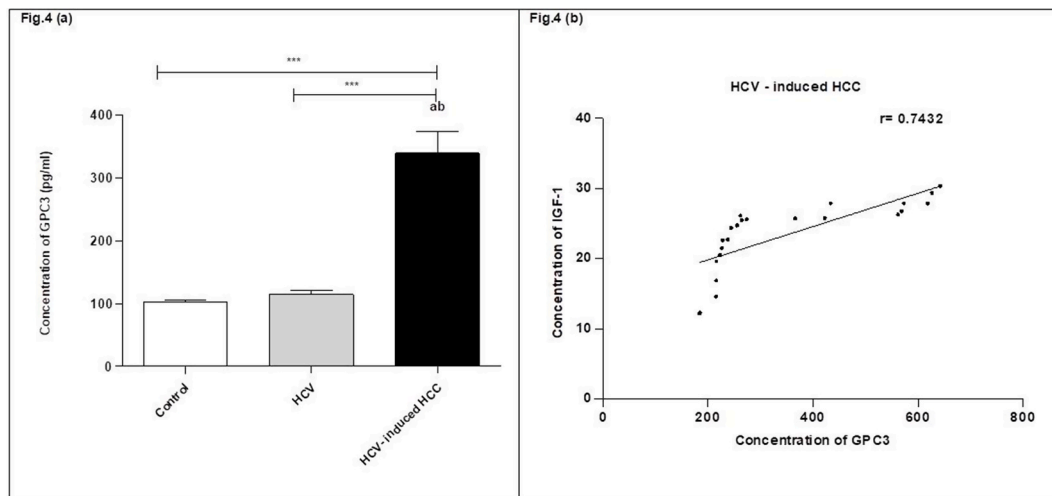 Fig.4 (a)
***
***
ab
400
300
200
100
0
Concentration of GPC3 (pg/ml)
Control
HCV
HCV- induced HCC
Fig.4 (b)
HCV - induced HCC
r= 0.7432
40
30
20
10
0
Concentration of IGF-1
0
200
400
600
800
Concentration of GPC3